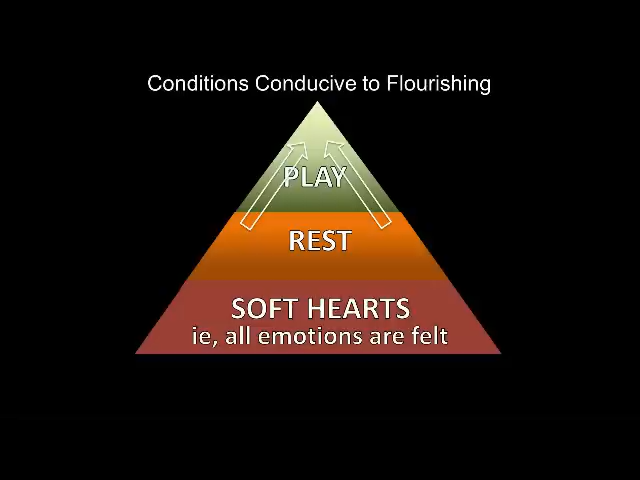 Conditions Conducive to Flourishing
PLAY
REST
SOFT HEARTS
ie, all emotions are felt